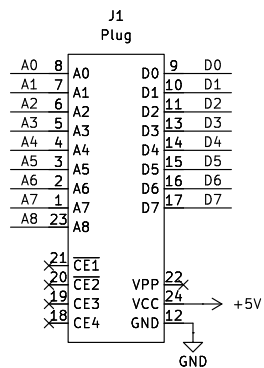 J1
Plug
A0 8 A0 D0 9 D0
A1 7 A1 D1 10 D1
A2 6 A2 D2 11 D2
A3 5 A3 D3 13 D3
A4 4 A4 D4 14 D4
A5 3 A5 D5 15 D5
A6 2 A6 D6 16 D6
A7 1 A7 D7 17 D7
A8 23 A8
21 CE1
20 CE2 VPP 22
19 CE3 VCC 24 +5V
18 CE4 GND 12
GND